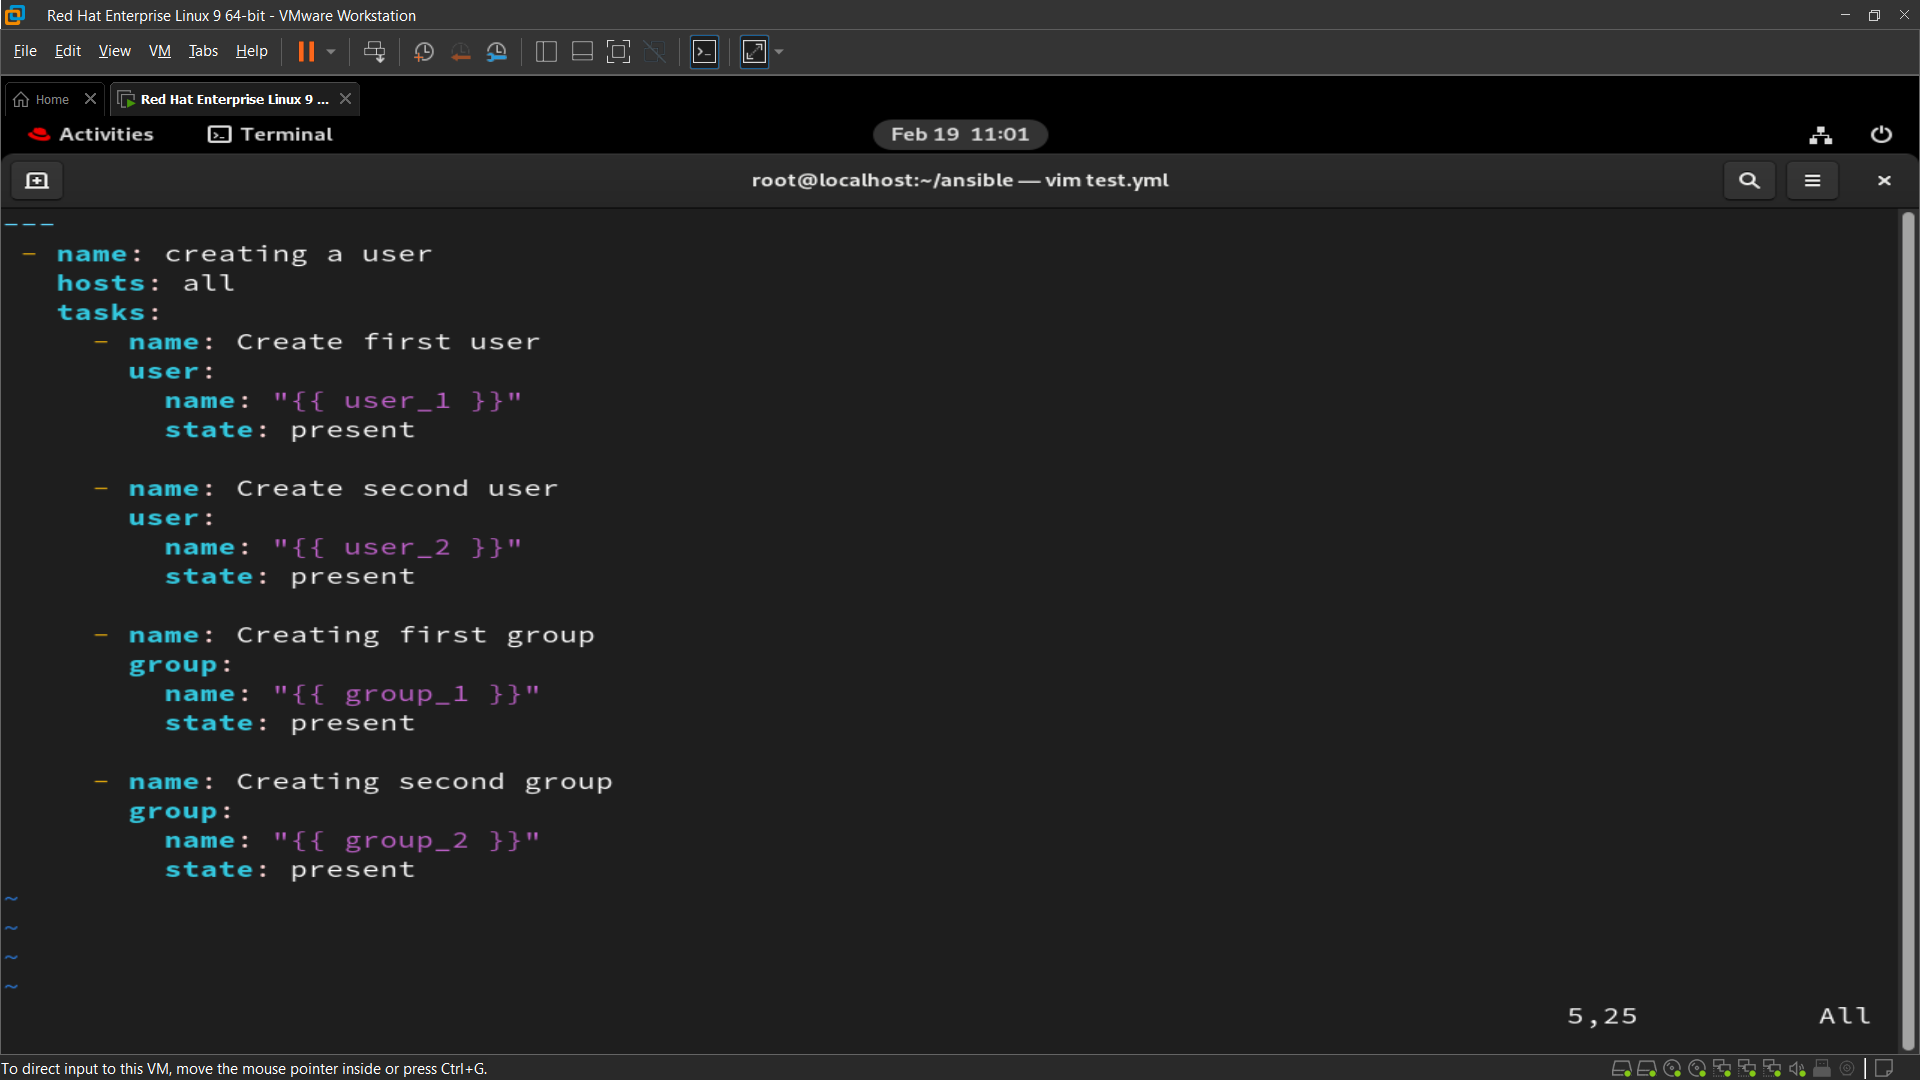 Red Hat Enterprise Linux 9 64-bit - VMware Workstation
File Edit View VM Tabs Help
Home Red Hat Enterprise Linux 9 ...
Activities Terminal Feb 19 11:01
root@localhost:~/ansible — vim test.yml
---
 - name: creating a user
   hosts: all
   tasks:
     - name: Create first user
       user:
         name: "{{ user_1 }}"
         state: present
     - name: Create second user
       user:
         name: "{{ user_2 }}"
         state: present
     - name: Creating first group
       group:
         name: "{{ group_1 }}"
         state: present
     - name: Creating second group
       group:
         name: "{{ group_2 }}"
         state: present
~
~
~
~
5,25 All
To direct input to this VM, move the mouse pointer inside or press Ctrl+G.